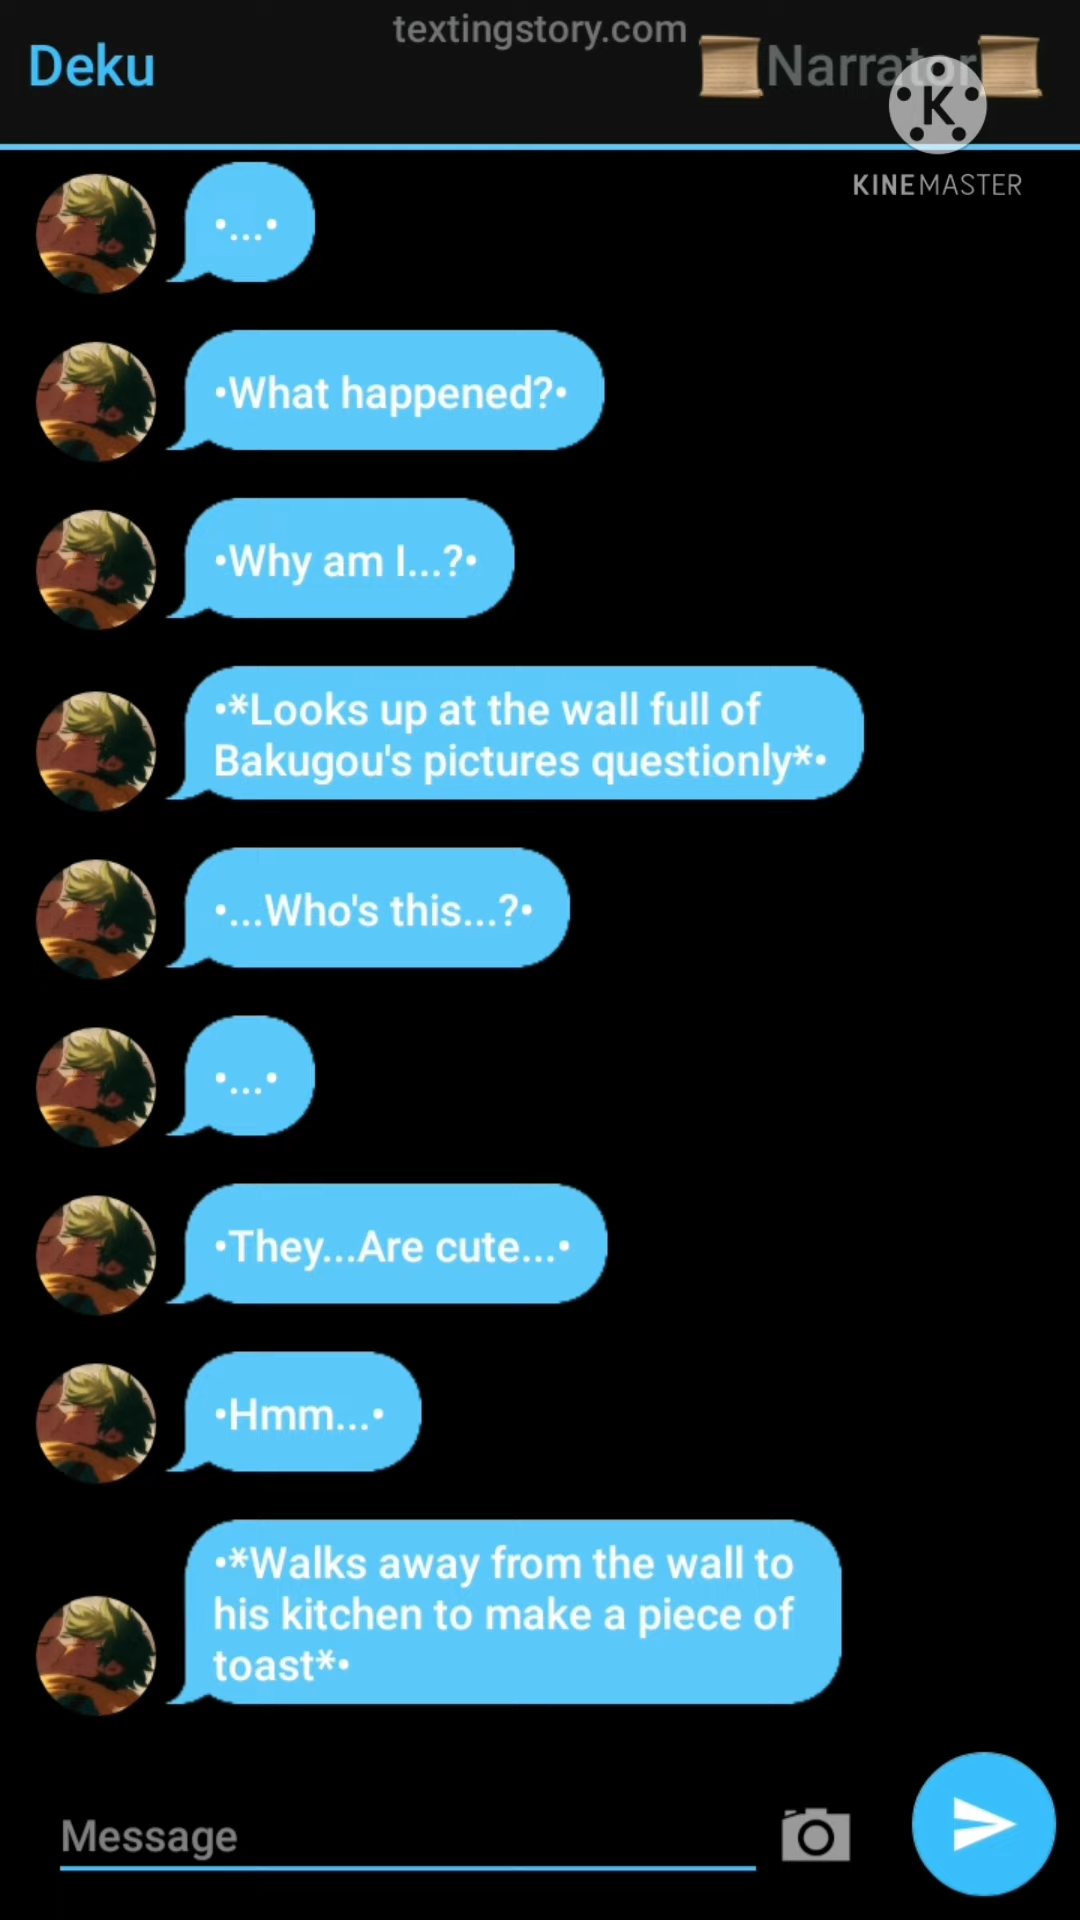 textingstory.com
Deku
Narrator
K
KINEMASTER
•...•
•What happened?•
•Why am I...?•
•*Looks up at the wall full of
Bakugou's pictures questionly*•
•...Who's this...?•
•...•
•They...Are cute...•
•Hmm...•
•*Walks away from the wall to
his kitchen to make a piece of
toast*•
Message